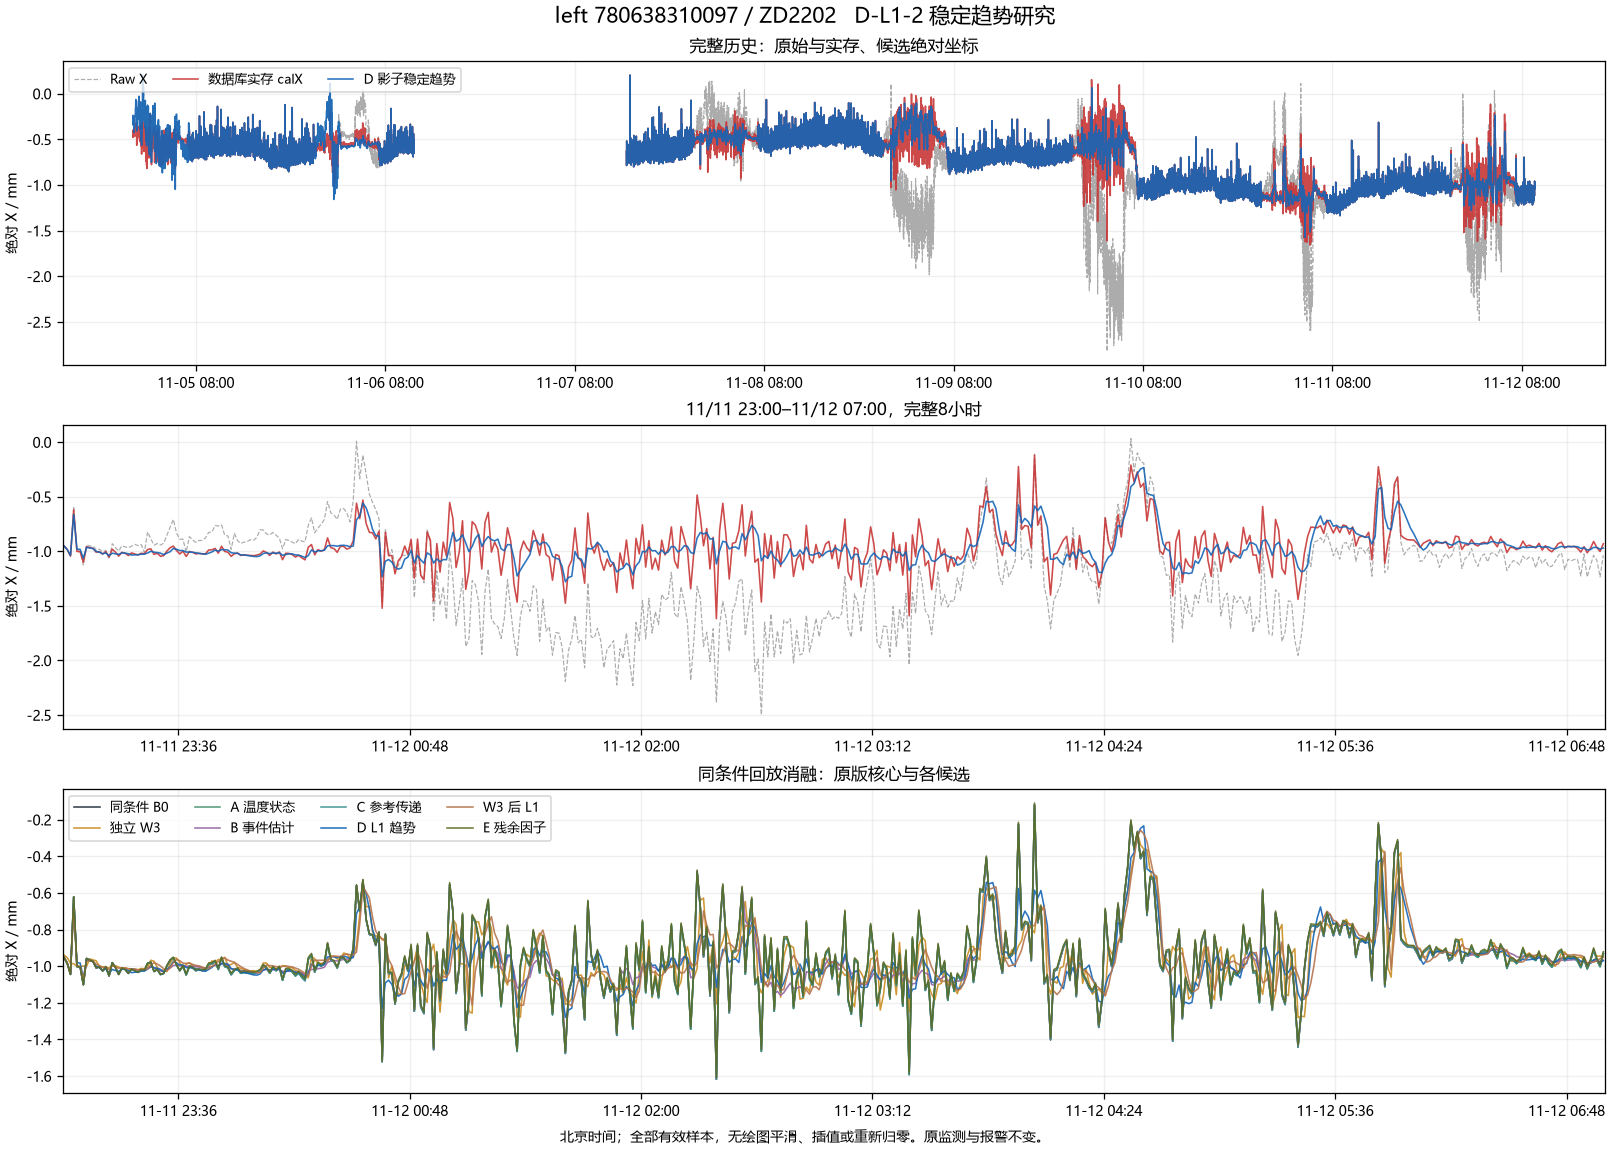 left 780638310097 / ZD2202   D-L1-2 稳定趋势研究
完整历史：原始与实存、候选绝对坐标
Raw X   数据库实存 calX   D 影子稳定趋势
绝对 X / mm
0.0
-0.5
-1.0
-1.5
-2.0
-2.5
11-05 08:00   11-06 08:00   11-07 08:00   11-08 08:00   11-09 08:00   11-10 08:00   11-11 08:00   11-12 08:00
11/11 23:00–11/12 07:00，完整8小时
绝对 X / mm
0.0
-0.5
-1.0
-1.5
-2.0
-2.5
11-11 23:36   11-12 00:48   11-12 02:00   11-12 03:12   11-12 04:24   11-12 05:36   11-12 06:48
同条件回放消融：原版核心与各候选
同条件 B0   A 温度状态   C 参考传递   W3 后 L1
独立 W3   B 事件估计   D L1 趋势   E 残余因子
绝对 X / mm
-0.2
-0.4
-0.6
-0.8
-1.0
-1.2
-1.4
-1.6
11-11 23:36   11-12 00:48   11-12 02:00   11-12 03:12   11-12 04:24   11-12 05:36   11-12 06:48
北京时间；全部有效样本，无绘图平滑、插值或重新归零。原监测与报警不变。